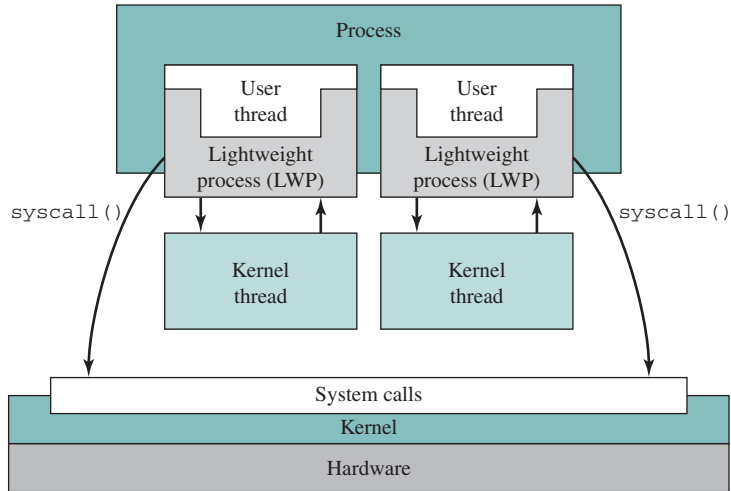 Process
User
thread
User
thread
Lightweight
process (LWP)
Lightweight
process (LWP)
syscall()
syscall()
Kernel
thread
Kernel
thread
System calls
Kernel
Hardware